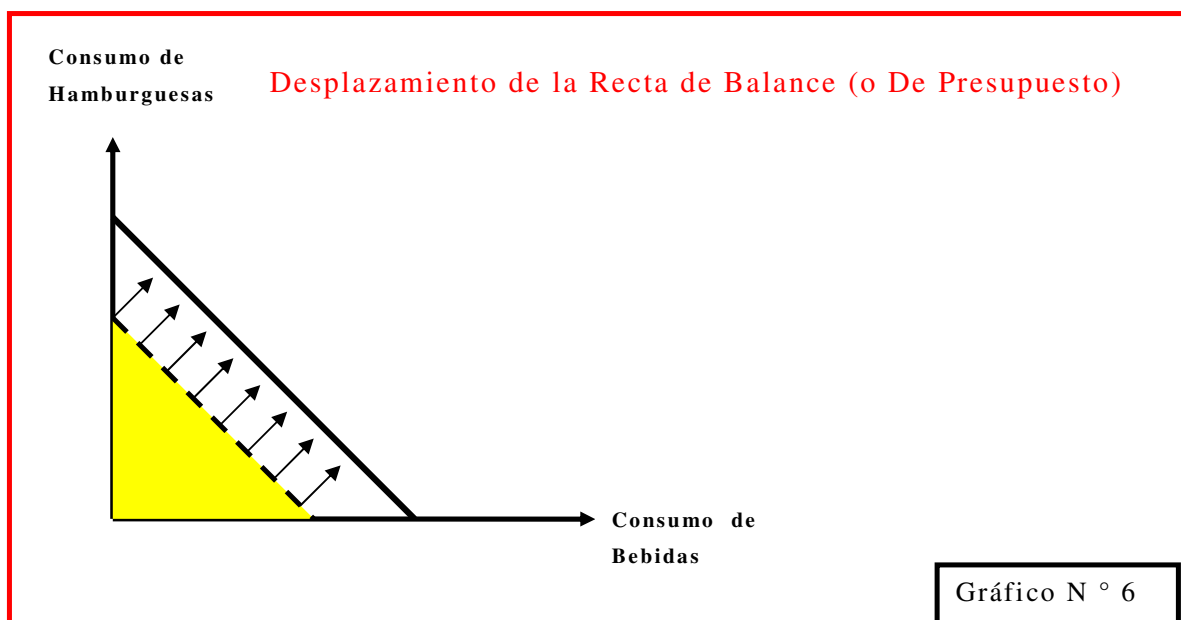 Consumo de
Hamburguesas
Desplazamiento de la Recta de Balance (o De Presupuesto)
Consumo de
Bebidas
Gráfico N ° 6